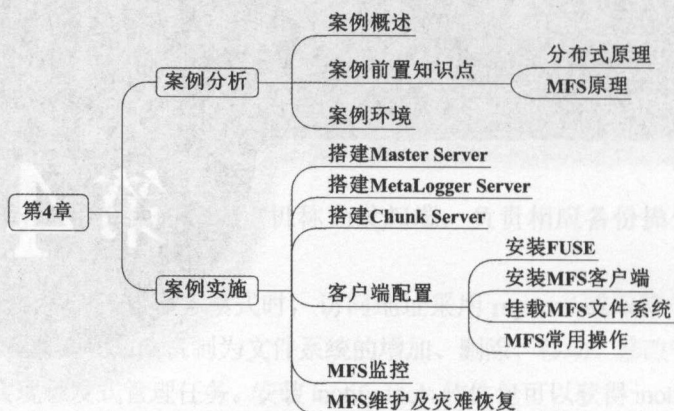 第4章
案例分析
案例概述
案例前置知识点
分布式原理
MFS原理
案例环境
案例实施
搭建Master Server
搭建MetaLogger Server
搭建Chunk Server
客户端配置
安装FUSE
安装MFS客户端
挂载MFS文件系统
MFS常用操作
MFS监控
MFS维护及灾难恢复